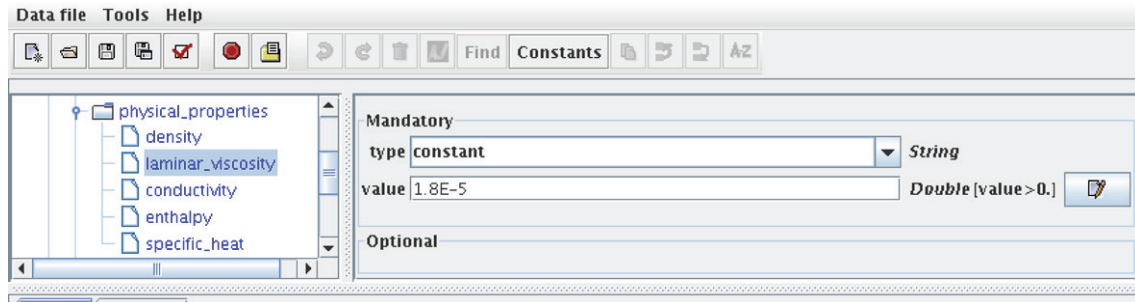 Data file Tools Help
Find Constants A-Z
physical_properties
density
laminar_viscosity
conductivity
enthalpy
specific_heat
Mandatory
type constant String
value 1.8E-5 Double [value>0.]
Optional